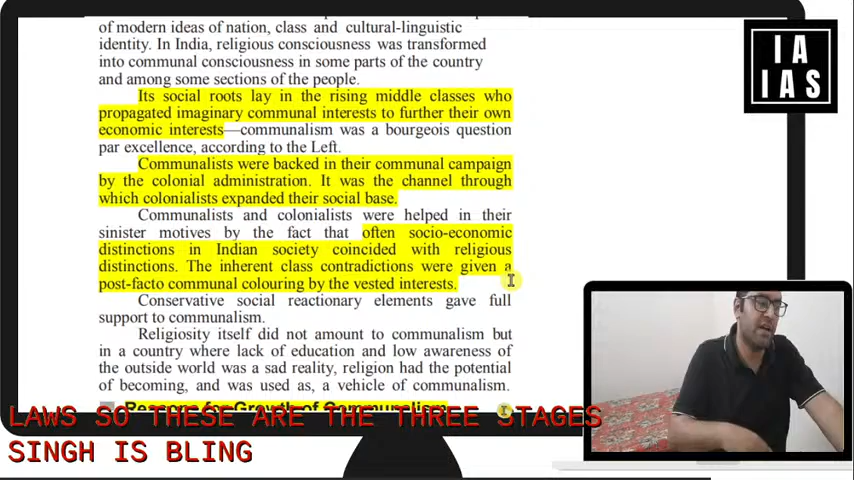 of modern ideas of nation, class and cultural-linguistic
identity. In India, religious consciousness was transformed
into communal consciousness in some parts of the country
and among some sections of the people.
Its social roots lay in the rising middle classes who
propagated imaginary communal interests to further their own
economic interests—communalism was a bourgeois question
par excellence, according to the Left.
Communalists were backed in their communal campaign
by the colonial administration. It was the channel through
which colonialists expanded their social base.
Communalists and colonialists were helped in their
sinister motives by the fact that often socio-economic
distinctions in Indian society coincided with religious
distinctions. The inherent class contradictions were given a
post-facto communal colouring by the vested interests.
Conservative social reactionary elements gave full
support to communalism.
Religiosity itself did not amount to communalism but
in a country where lack of education and low awareness of
the outside world was a sad reality, religion had the potential
of becoming, and was used as, a vehicle of communalism.
Reasons for Growth of Communalism
LAWS SO THESE ARE THE THREE STAGES
SINGH IS BLING
IA
IAS